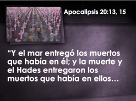 Apocalipsis 20:13, 15
“Y el mar entregó los muertos
que había en él; y la muerte y
el Hades entregaron los
muertos que había en ellos...